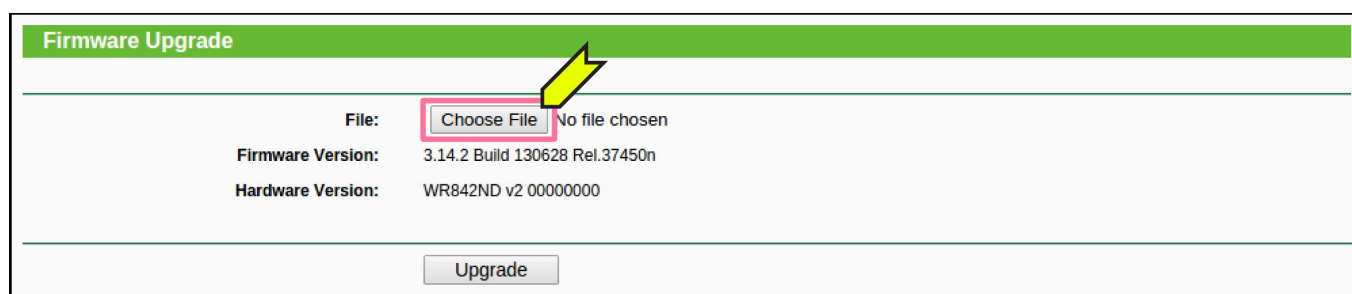 Firmware Upgrade
File: Choose File No file chosen
Firmware Version: 3.14.2 Build 130628 Rel.37450n
Hardware Version: WR842ND v2 00000000
Upgrade